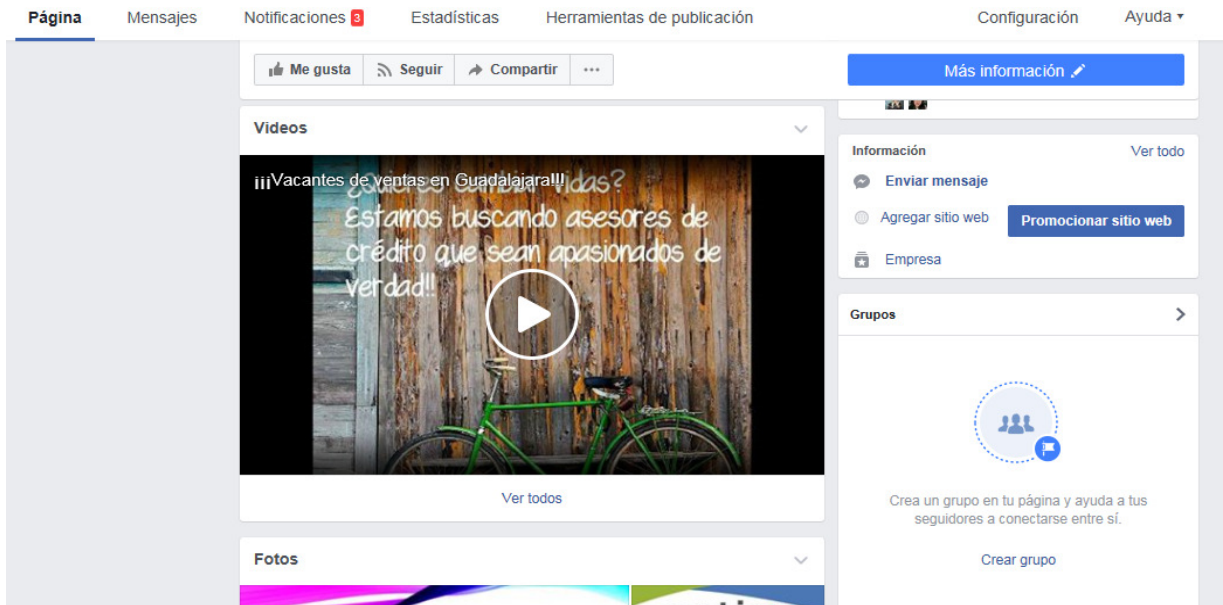 Página Mensajes Notificaciones 3 Estadísticas Herramientas de publicación Configuración Ayuda
Me gusta Seguir Compartir ...
Más información
Videos
¡¡¡Vacantes de ventas en Guadalajara!!!
¿Quieres cambiar vidas?
Estamos buscando asesores de
crédito que sean apasionados de
verdad!!
Ver todos
Fotos
Información Ver todo
Enviar mensaje
Agregar sitio web Promocionar sitio web
Empresa
Grupos
Crea un grupo en tu página y ayuda a tus
seguidores a conectarse entre sí.
Crear grupo